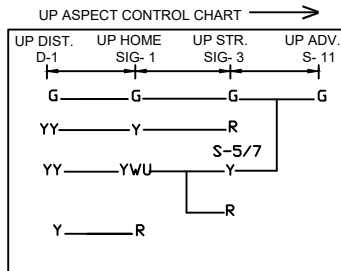 UP ASPECT CONTROL CHART
UP DIST. UP HOME UP STR. UP ADV.
D-1 SIG- 1 SIG- 3 S- 11
G G G G
YY Y R
S-5/7
YY YWU Y
R
Y R